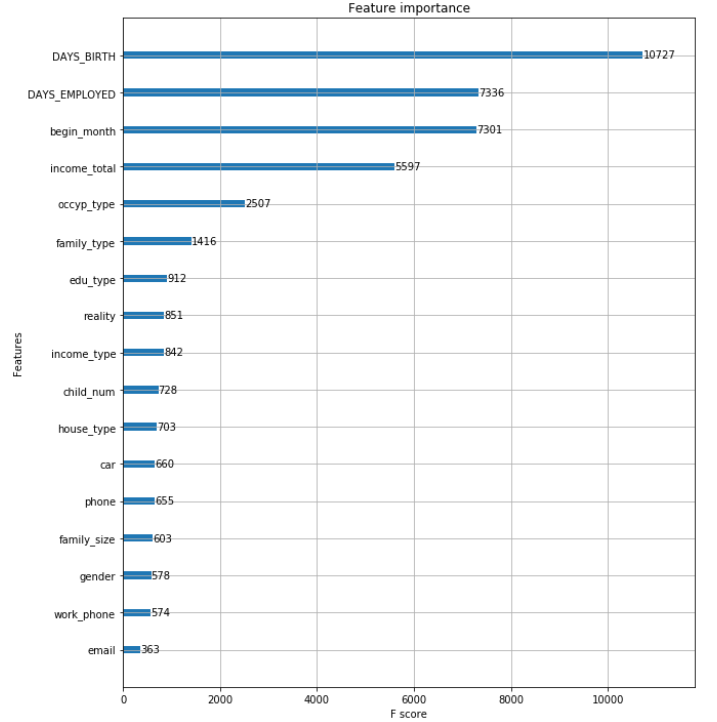 Feature importance
DAYS_BIRTH 10727
DAYS_EMPLOYED 7336
begin_month 7301
income_total 5597
occyp_type 2507
family_type 1416
edu_type 912
reality 851
income_type 842
child_num 728
house_type 703
car 660
phone 655
family_size 603
gender 578
work_phone 574
email 363
Features
0 2000 4000 6000 8000 10000
F score